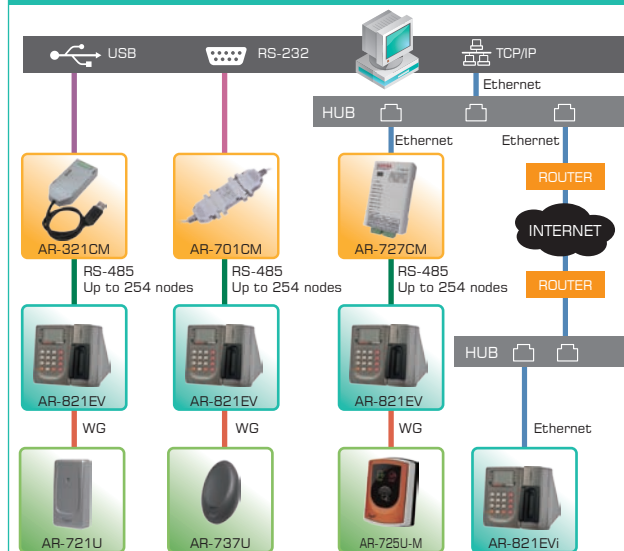 USB
RS-232
TCP/IP
Ethernet
HUB
Ethernet
Ethernet
ROUTER
INTERNET
ROUTER
AR-321CM
AR-701CM
AR-727CM
RS-485
Up to 254 nodes
RS-485
Up to 254 nodes
RS-485
Up to 254 nodes
HUB
AR-821EV
AR-821EV
AR-821EV
WG
WG
WG
Ethernet
AR-721U
AR-737U
AR-725U-M
AR-821EVi